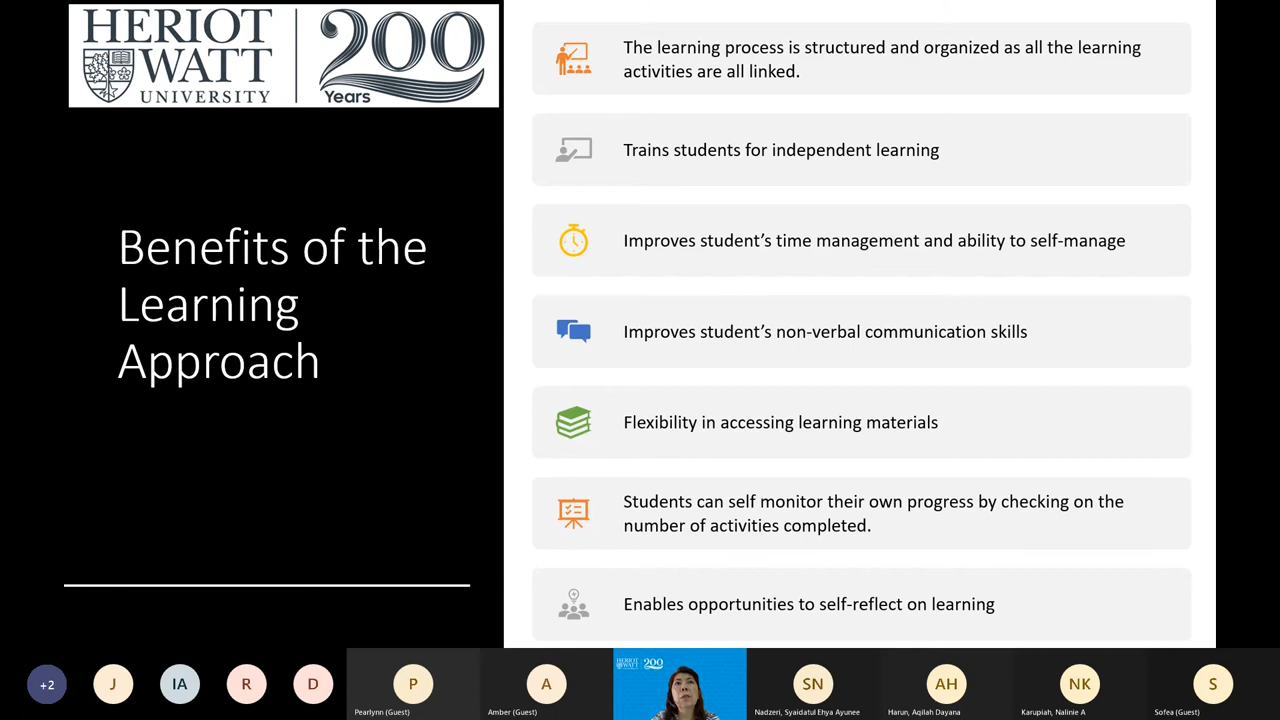 HERIOT
WATT
UNIVERSITY
200
Years
Benefits of the
Learning
Approach
The learning process is structured and organized as all the learning
activities are all linked.
Trains students for independent learning
Improves student's time management and ability to self-manage
Improves student's non-verbal communication skills
Flexibility in accessing learning materials
Students can self monitor their own progress by checking on the
number of activities completed.
Enables opportunities to self-reflect on learning
+2
J
IA
R
D
P
Pearlynn (Guest)
A
Amber (Guest)
HERIOT
WATT
200
SN
Nadzeri, Syaidatul Ehya Ayunee
AH
Harun, Aqilah Dayana
NK
Karupiah, Nalinie A
S
Sofea (Guest)